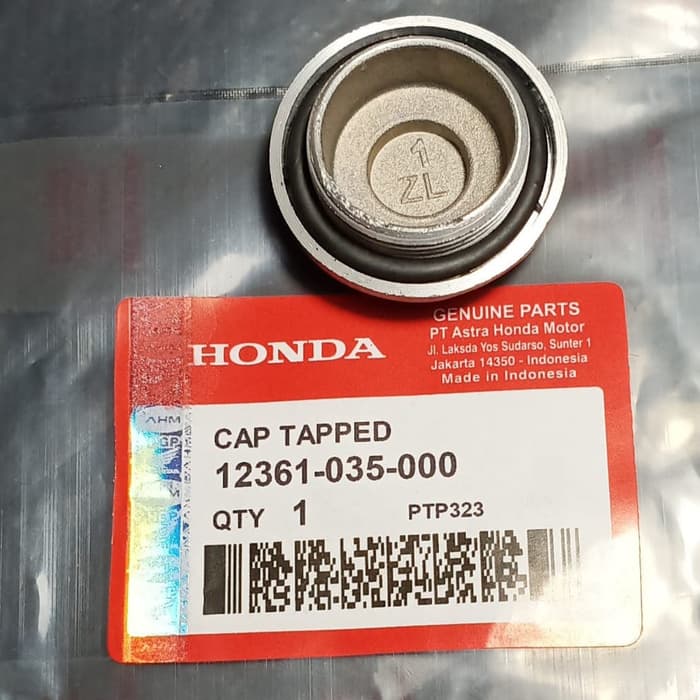 1
ZL
HONDA
GENUINE PARTS
PT Astra Honda Motor
Jl. Laksda Yos Sudarso, Sunter 1
Jakarta 14350 - Indonesia
Made in Indonesia
AHM
CAP TAPPED
12361-035-000
QTY 1 PTP323